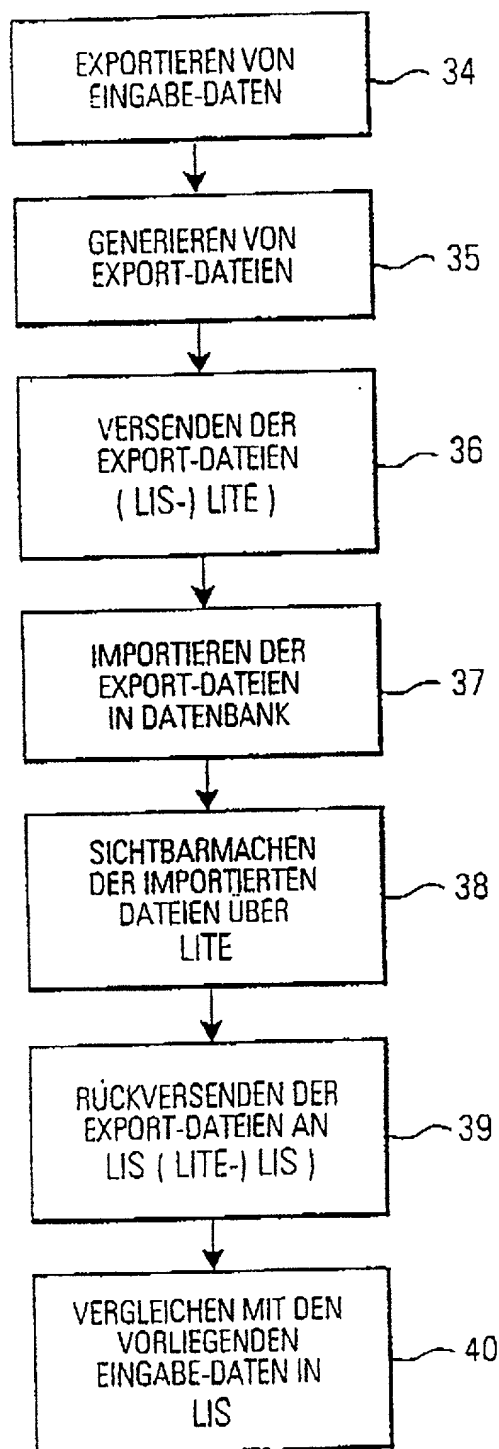 EXPORTIEREN VON
EINGABE-DATEN
34
GENERIEREN VON
EXPORT-DATEIEN
35
VERSENDEN DER
EXPORT-DATEIEN
( LIS-) LITE )
36
IMPORTIEREN DER
EXPORT-DATEIEN
IN DATENBANK
37
SICHTBARMACHEN
DER IMPORTIERTEN
DATEIEN ÜBER
LITE
38
RÜCKVERSENDEN DER
EXPORT-DATEIEN AN
LIS ( LITE-) LIS )
39
VERGLEICHEN MIT DEN
VORLIEGENDEN
EINGABE-DATEN IN
LIS
40